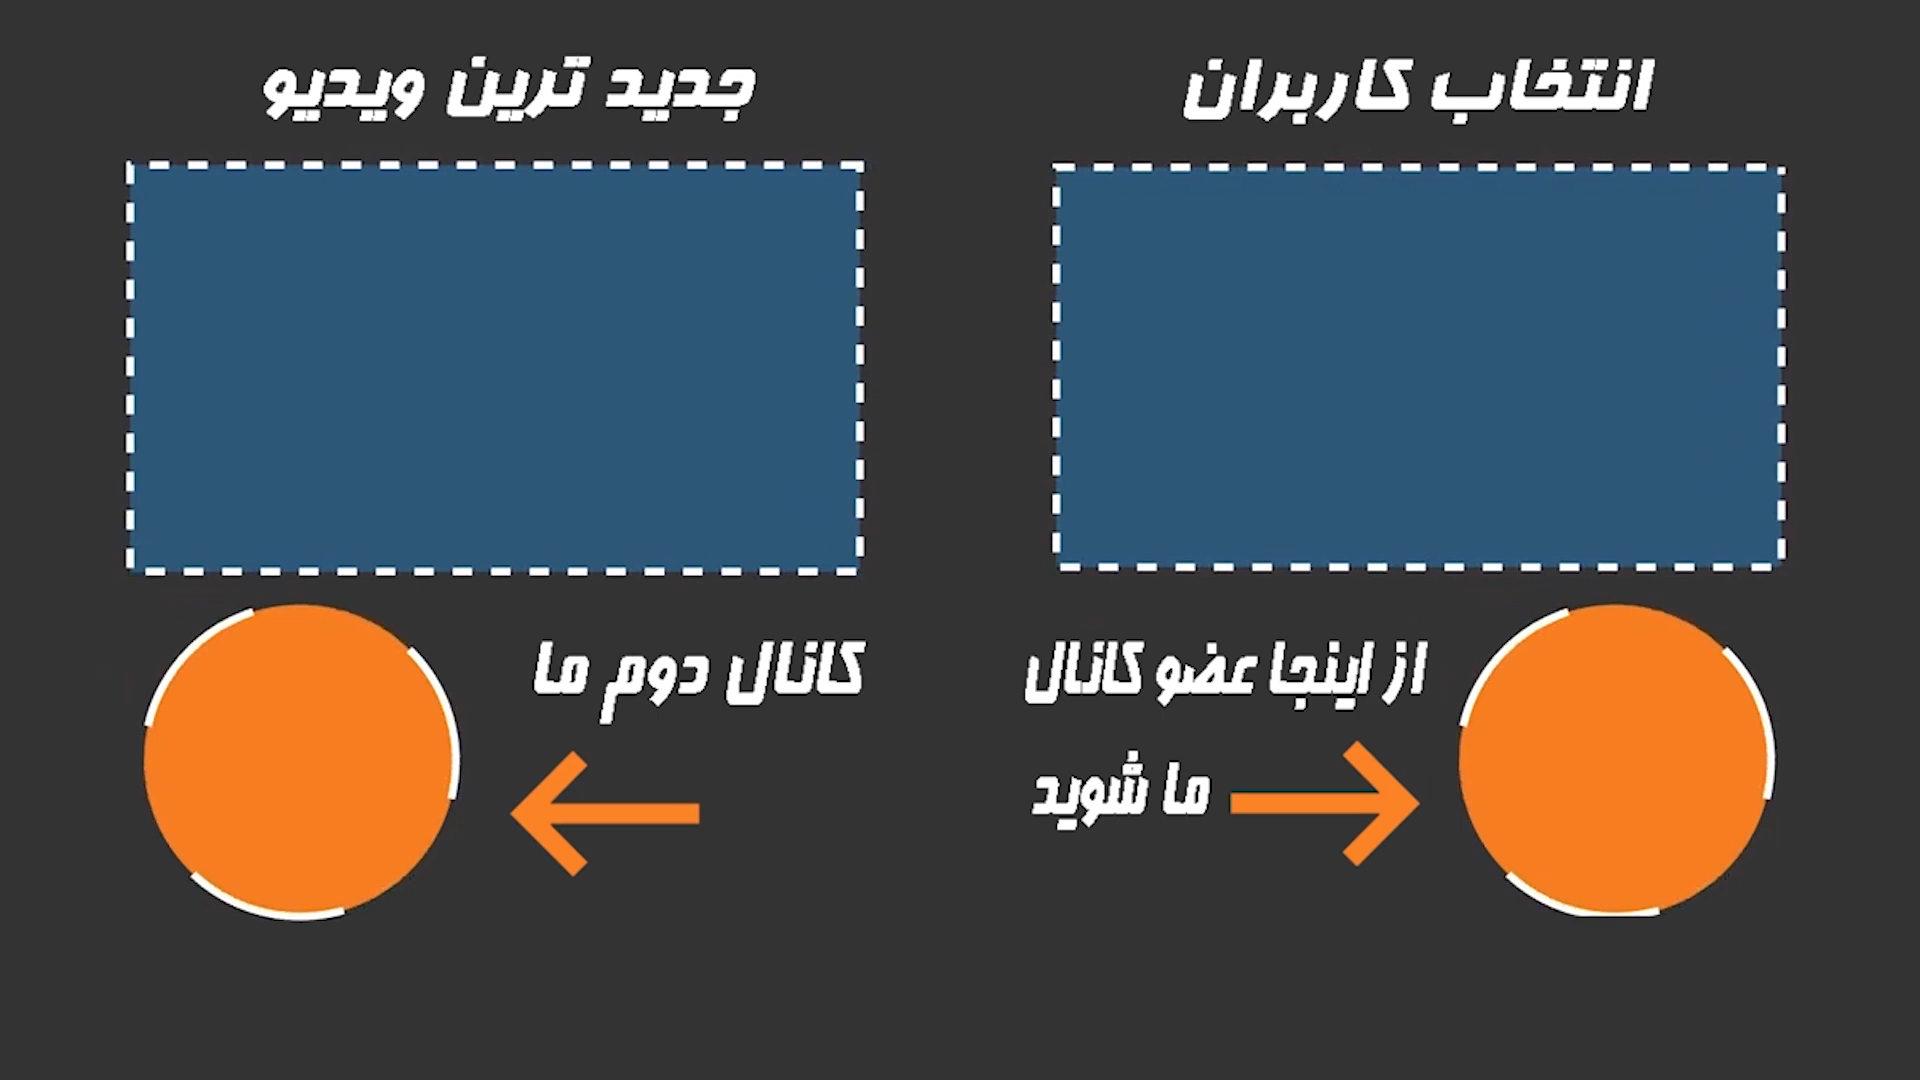 انتخاب کاربران
جدید ترین ویدیو
از اینجا عضو کانال
ما شوید
کانال دوم ما